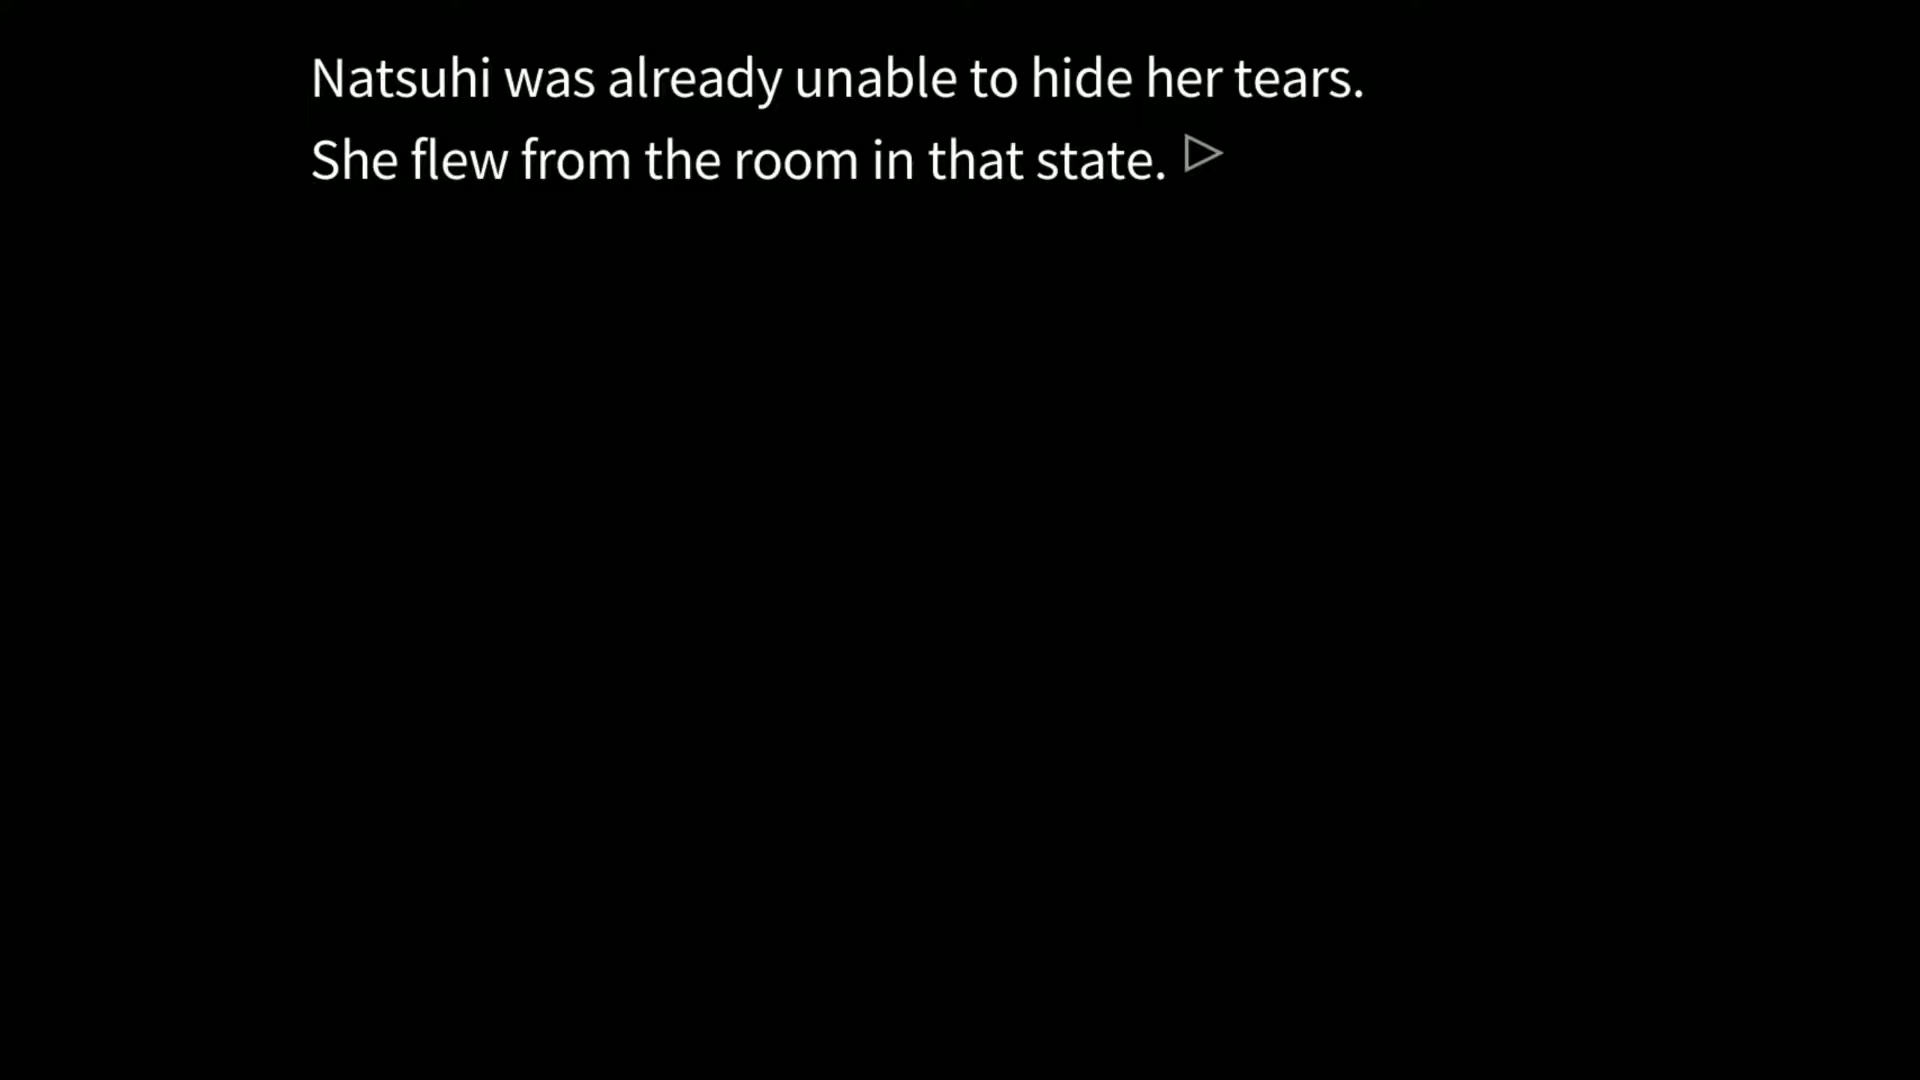 Natsuhi was already unable to hide her tears.
She flew from the room in that state.